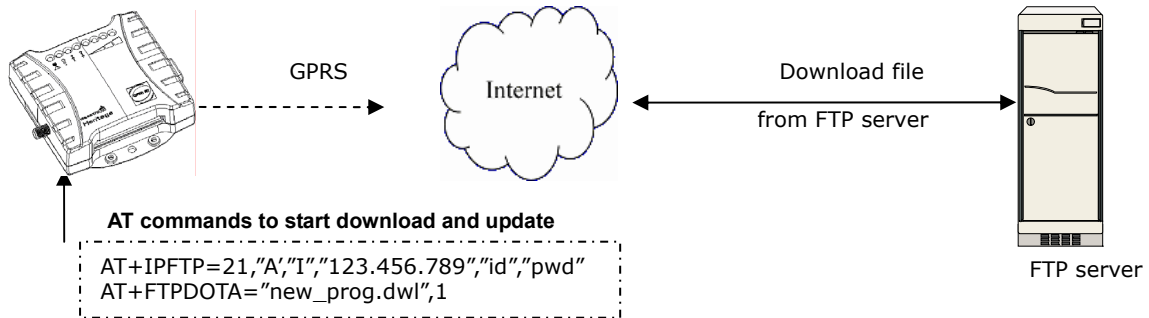 GPRS
Internet
Download file
from FTP server
AT commands to start download and update
AT+IPFTP=21,"A',"I","123.456.789","id","pwd"
AT+FTPDOTA="new_prog.dwl",1
FTP server